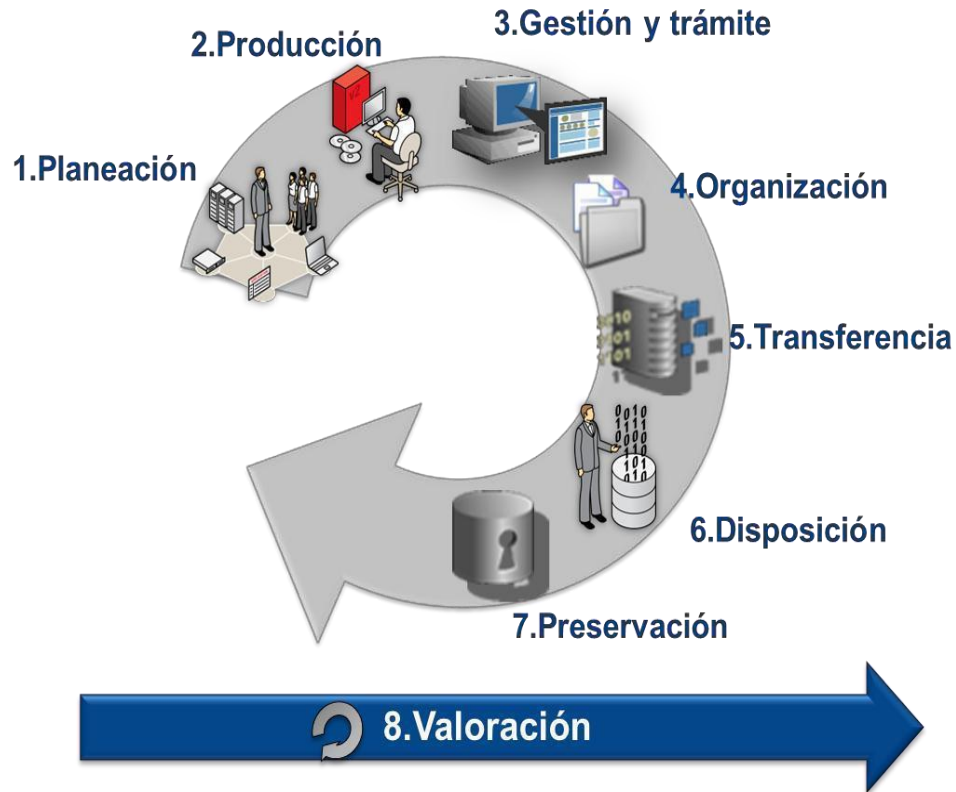 1.Planeación
2.Producción
3.Gestión y trámite
4.Organización
5.Transferencia
6.Disposición
7.Preservación
8.Valoración